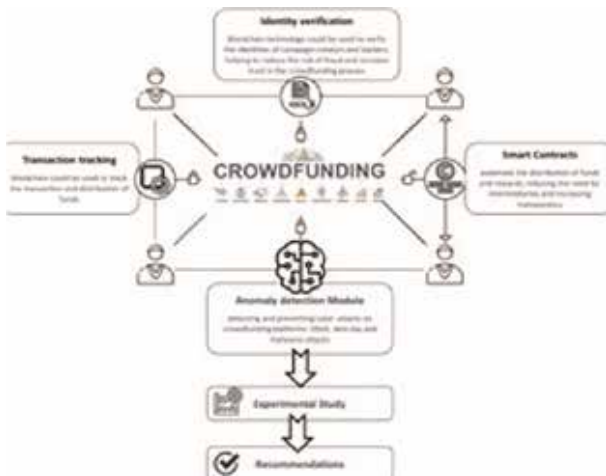 Identity verification
Blockchain technology could be used to verify
the identities of campaign creators and backers,
helping to reduce the risk of fraud and increase
trust in the crowdfunding process
Transaction tracking
Blockchain could be used to track
the transaction and distribution of
funds
CROWDFUNDING
Smart Contracts
automate the distribution of funds
and rewards, reducing the need for
intermediaries and increasing
transparency
Anomaly detection Module
detecting and preventing cyber attacks on
crowdfunding platforms: DDoS, zero-day and
malware attacks
Experimental Study
Recommendations